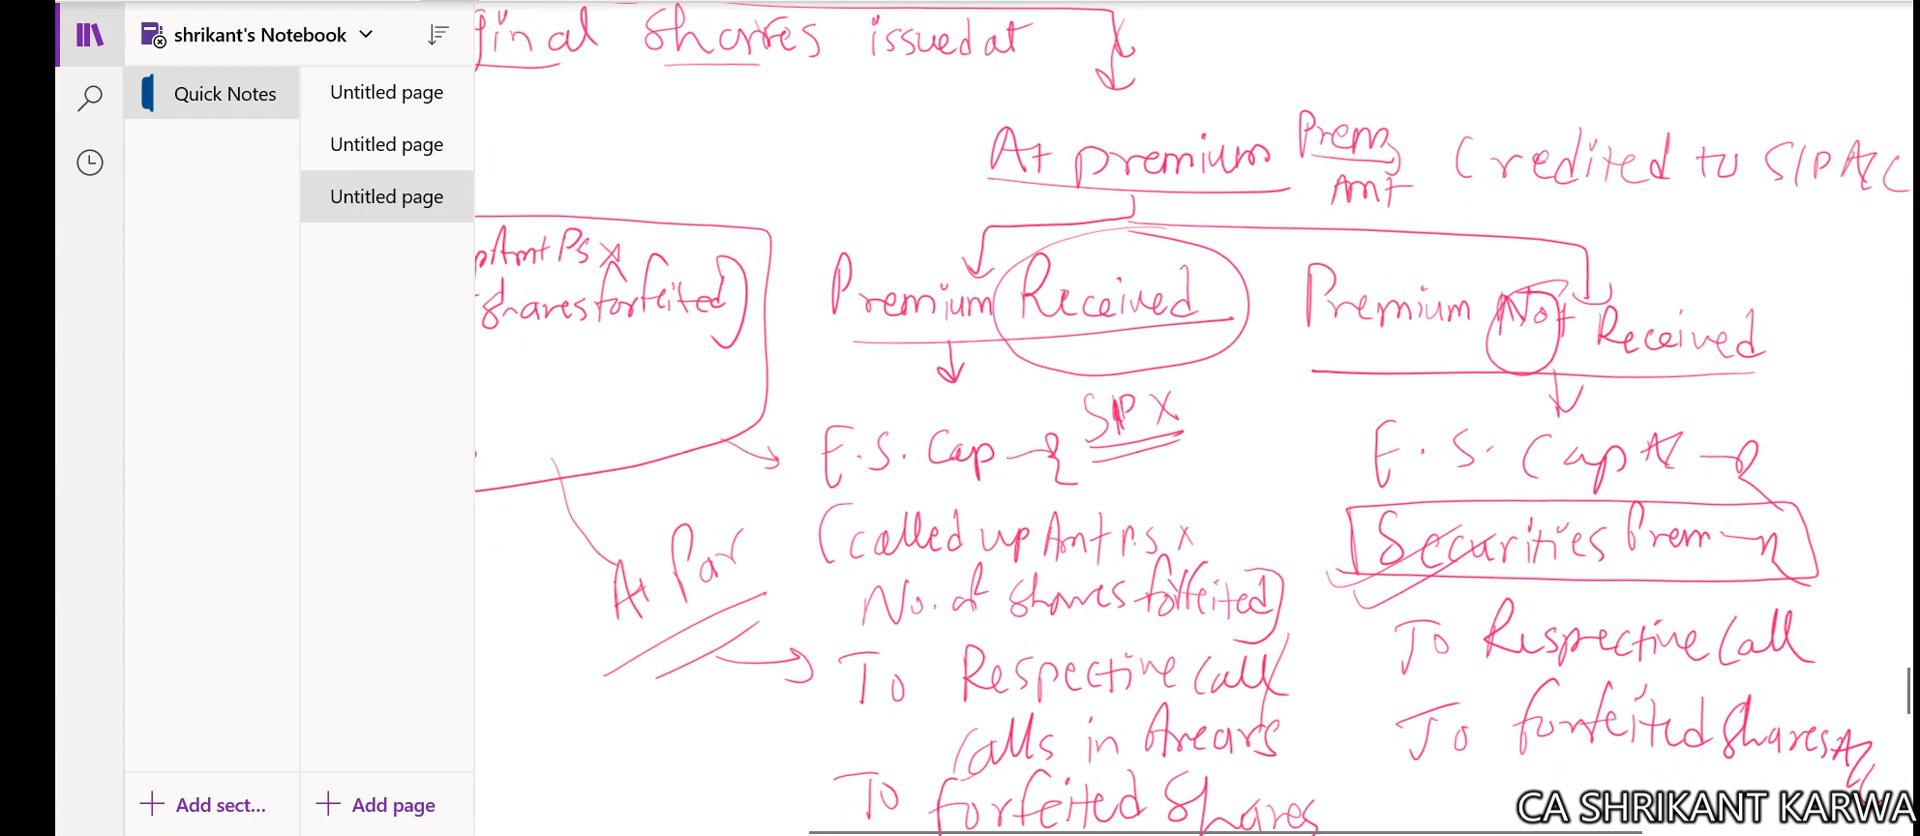 shrikant's Notebook
Quick Notes
Untitled page
Untitled page
Untitled page
Add sect...
Add page
ginal Shares issued at
At premium Prem Amt Credited to S/P A/C
Amt Ps x
shares forfeited)
Premium Received
Premium Not Received
SP X
E.S. Cap
(called up Amt P.S x
No. of shares forfeited)
To Respective Call/
Calls in Arears
To forfeited Shares
At Par
E.S. Cap A/c
Securities Prem
To Respective Call
To forfeited Shares A/c
CA SHRIKANT KARWA